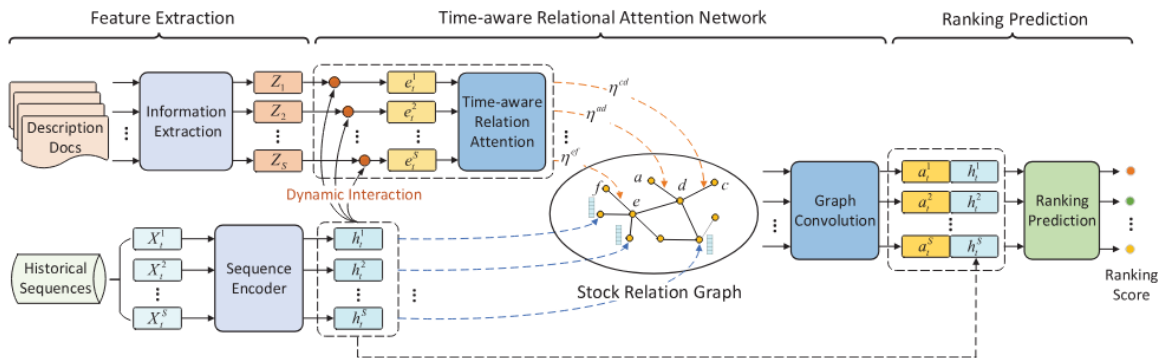 Feature Extraction
Time-aware Relational Attention Network
Ranking Prediction
Description
Docs
Information
Extraction
Z_1
Z_2
⋮
Z_S
Dynamic Interaction
e_t^1
e_t^2
⋮
e_t^S
Time-aware
Relation
Attention
η^{cd}
η^{ad}
⋮
η^{ef}
f
a
d
c
e
Stock Relation Graph
Historical
Sequences
X_t^1
X_t^2
⋮
X_t^S
Sequence
Encoder
h_t^1
h_t^2
⋮
h_t^S
Graph
Convolution
a_t^1 h_t^1
a_t^2 h_t^2
⋮
a_t^S h_t^S
Ranking
Prediction
Ranking
Score